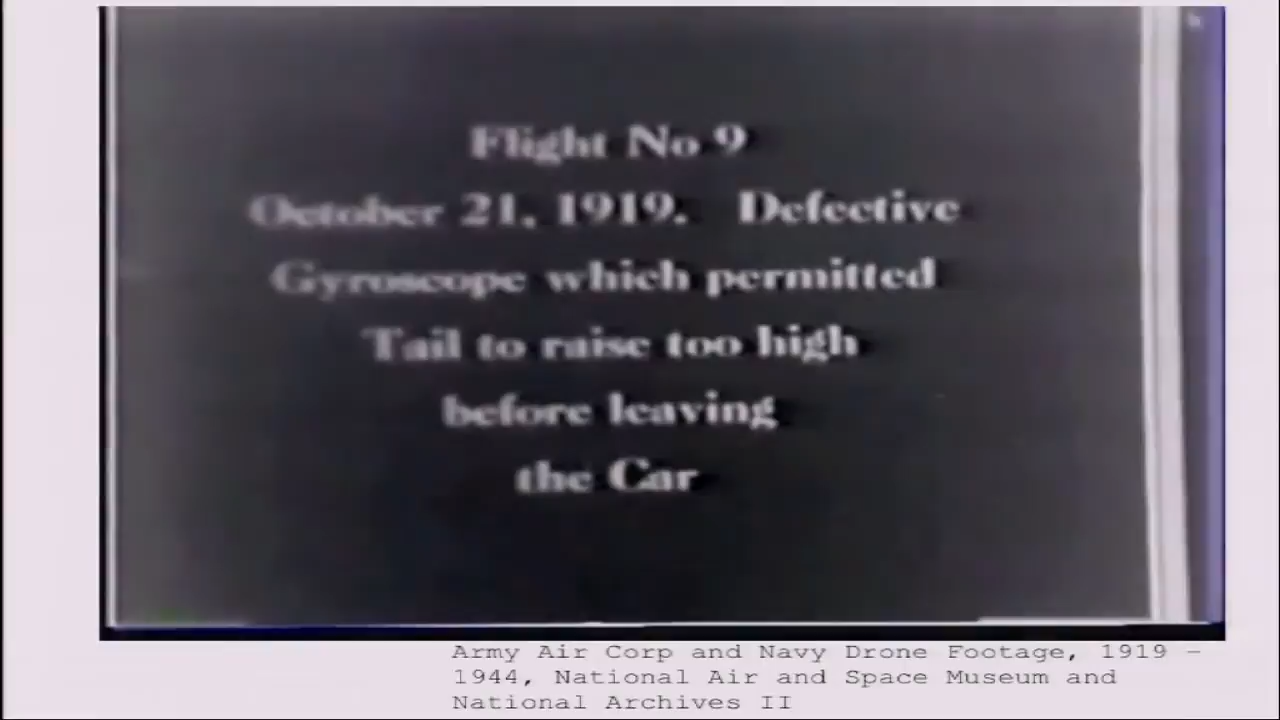 Flight No 9
October 21, 1919. Defective
Gyroscope which permitted
Tail to raise too high
before leaving
the Car
Army Air Corp and Navy Drone Footage, 1919 –
1944, National Air and Space Museum and
National Archives II